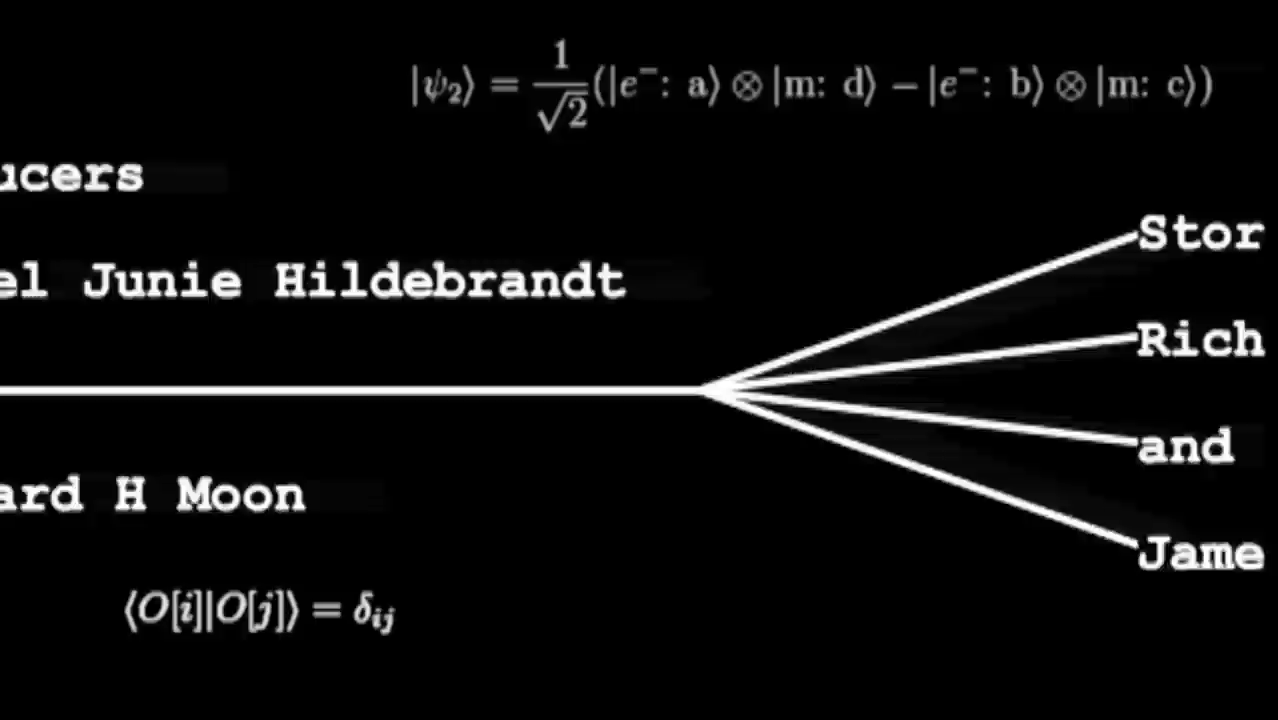 |ψ₂⟩ = 1/√2(|e⁻: a⟩ ⊗ |m: d⟩ − |e⁻: b⟩ ⊗ |m: c⟩)
ucers
Stor
el Junie Hildebrandt
Rich
and
ard H Moon
Jame
⟨O[i]|O[j]⟩ = δᵢⱼ